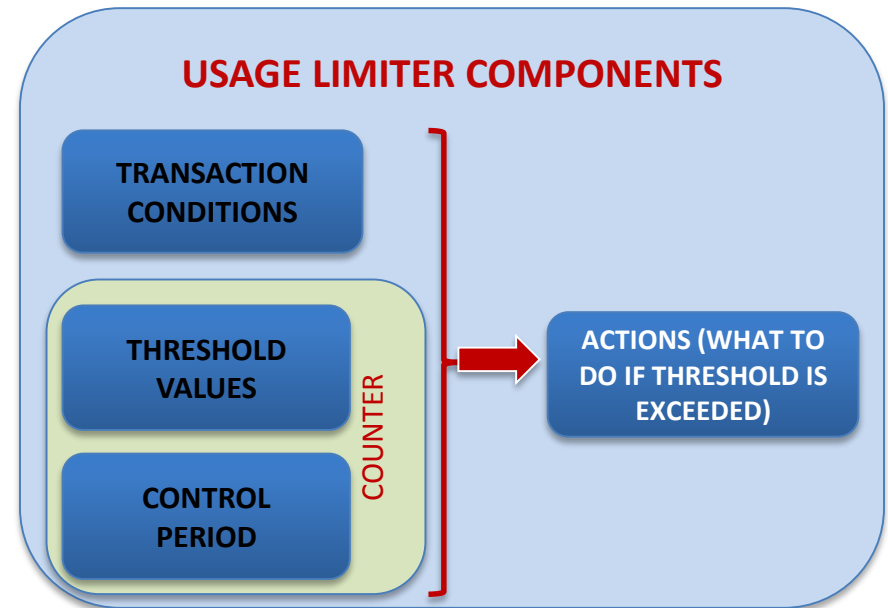 USAGE LIMITER COMPONENTS
TRANSACTION
CONDITIONS
THRESHOLD
VALUES
CONTROL
PERIOD
COUNTER
ACTIONS (WHAT TO
DO IF THRESHOLD IS
EXCEEDED)